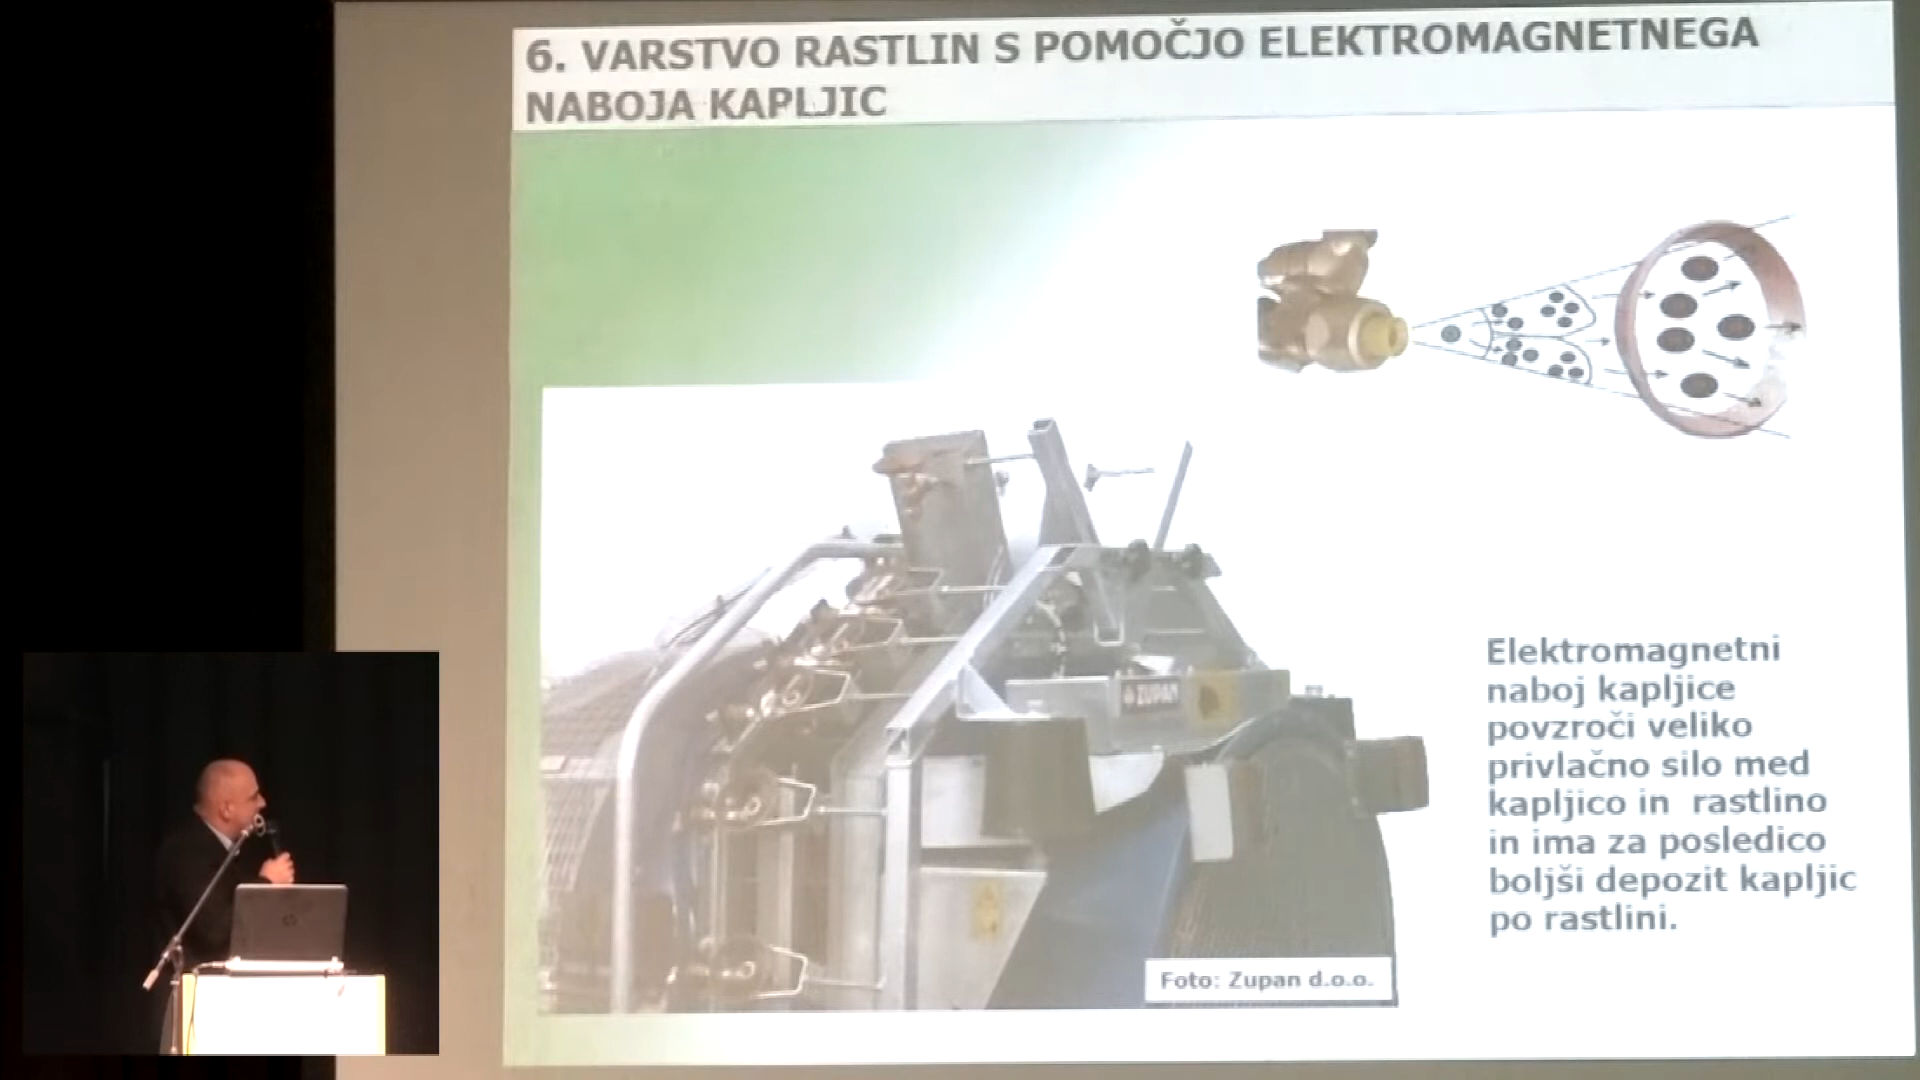 6. VARSTVO RASTLIN S POMOČJO ELEKTROMAGNETNEGA
NABOJA KAPLJIC
ZUPAN
Elektromagnetni
naboj kapljice
povzroči veliko
privlačno silo med
kapljico in rastlino
in ima za posledico
boljši depozit kapljic
po rastlini.
Foto: Zupan d.o.o.
hp